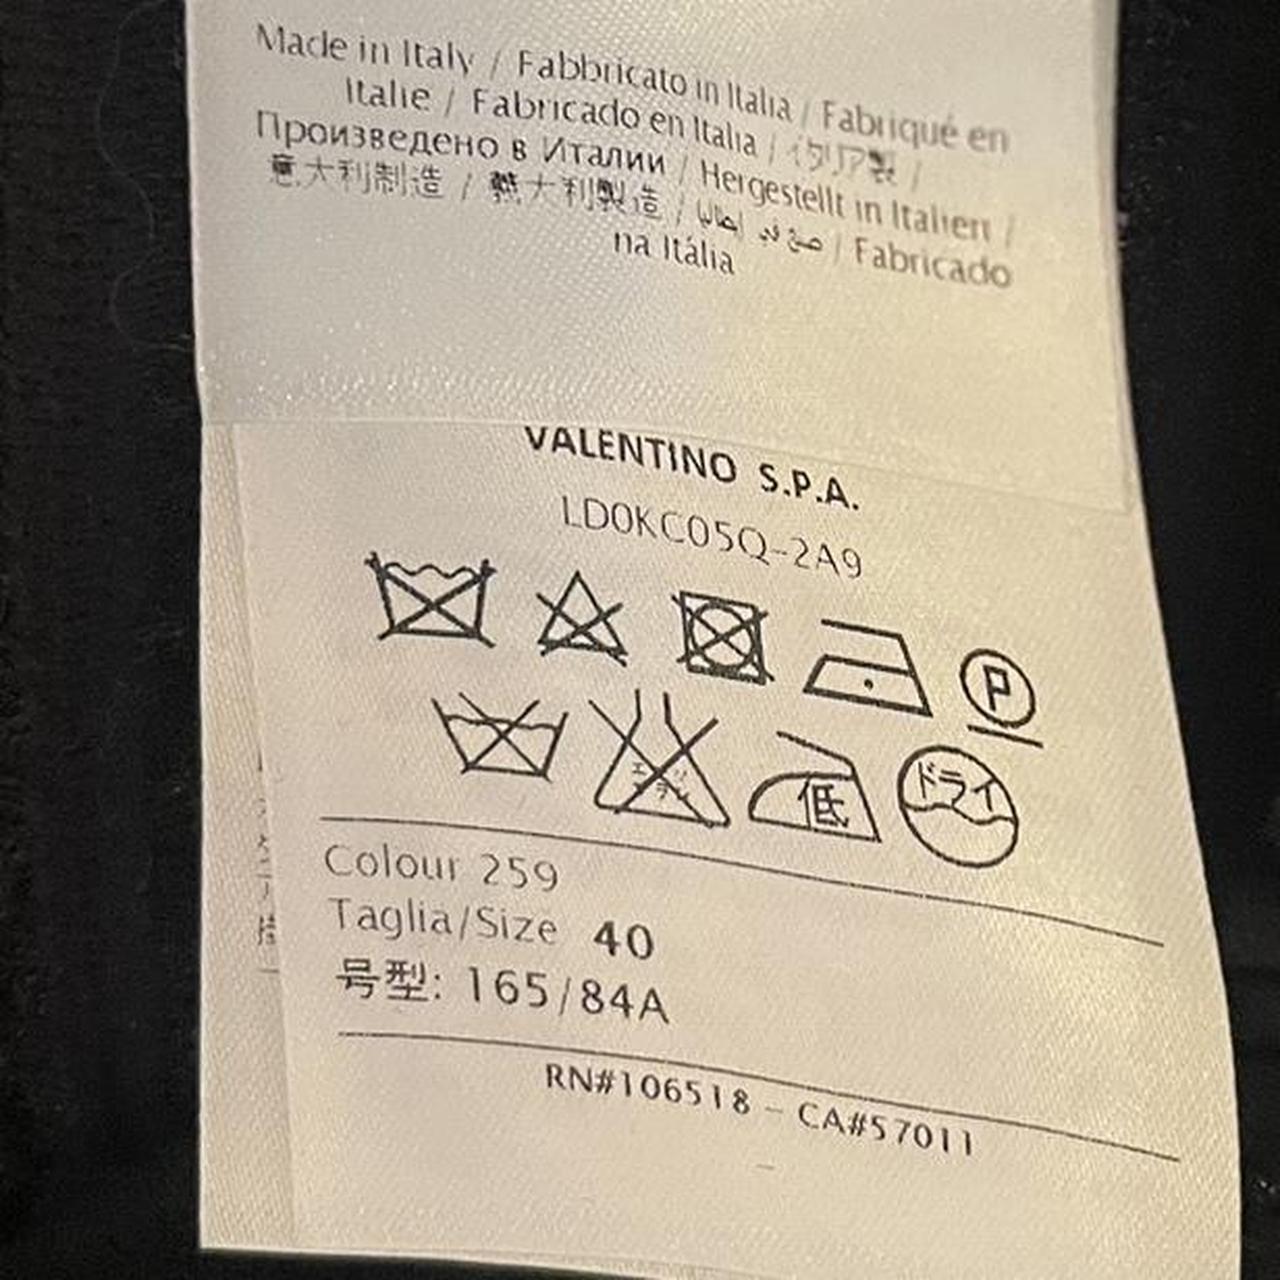 Made in Italy / Fabbricato in Italia / Fabriqué en
Italie / Fabricado en Italia / イタリア製 /
Произведено в Италии / Hergestellt in Italien /
意大利制造 / 義大利製造 / صنع في إيطاليا / Fabricado
na Itália
VALENTINO S.P.A.
LD0KC05Q-2A9
P
エンソ
低
ドライ
Colour 259
Taglia/Size 40
号型: 165/84A
RN#106518 - CA#57011